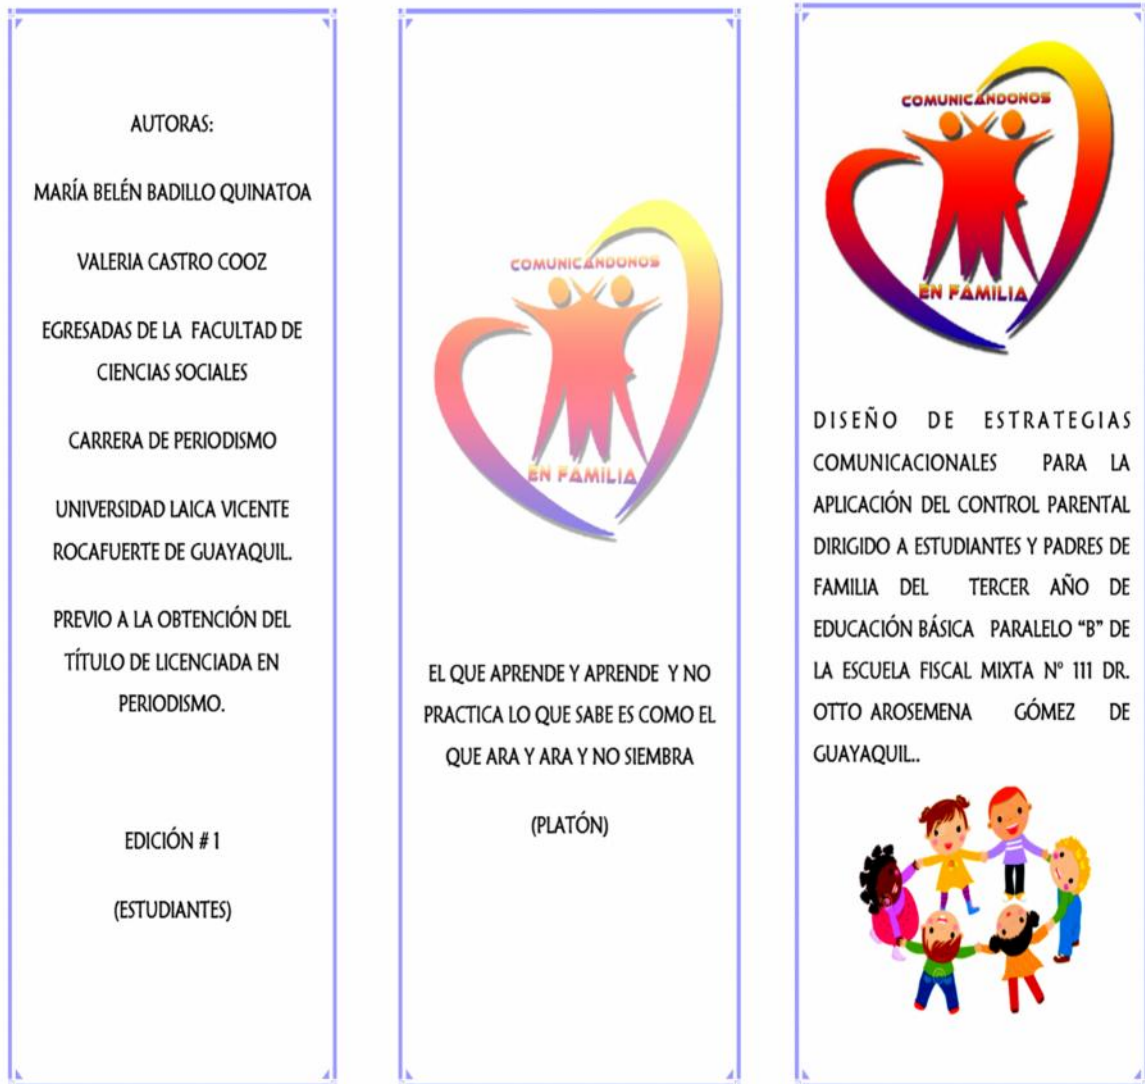 AUTORAS:
MARÍA BELÉN BADILLO QUINATOA
VALERIA CASTRO COOZ
EGRESADAS DE LA FACULTAD DE
CIENCIAS SOCIALES
CARRERA DE PERIODISMO
UNIVERSIDAD LAICA VICENTE
ROCAFUERTE DE GUAYAQUIL.
PREVIO A LA OBTENCIÓN DEL
TÍTULO DE LICENCIADA EN
PERIODISMO.
EDICIÓN # 1
(ESTUDIANTES)
COMUNICANDONOS
EN FAMILIA
EL QUE APRENDE Y APRENDE Y NO
PRACTICA LO QUE SABE ES COMO EL
QUE ARA Y ARA Y NO SIEMBRA
(PLATÓN)
COMUNICÁNDONOS
EN FAMILIA
DISEÑO DE ESTRATEGIAS
COMUNICACIONALES PARA LA
APLICACIÓN DEL CONTROL PARENTAL
DIRIGIDO A ESTUDIANTES Y PADRES DE
FAMILIA DEL TERCER AÑO DE
EDUCACIÓN BÁSICA PARALELO “B” DE
LA ESCUELA FISCAL MIXTA N° 111 DR.
OTTO AROSEMENA GÓMEZ DE
GUAYAQUIL..